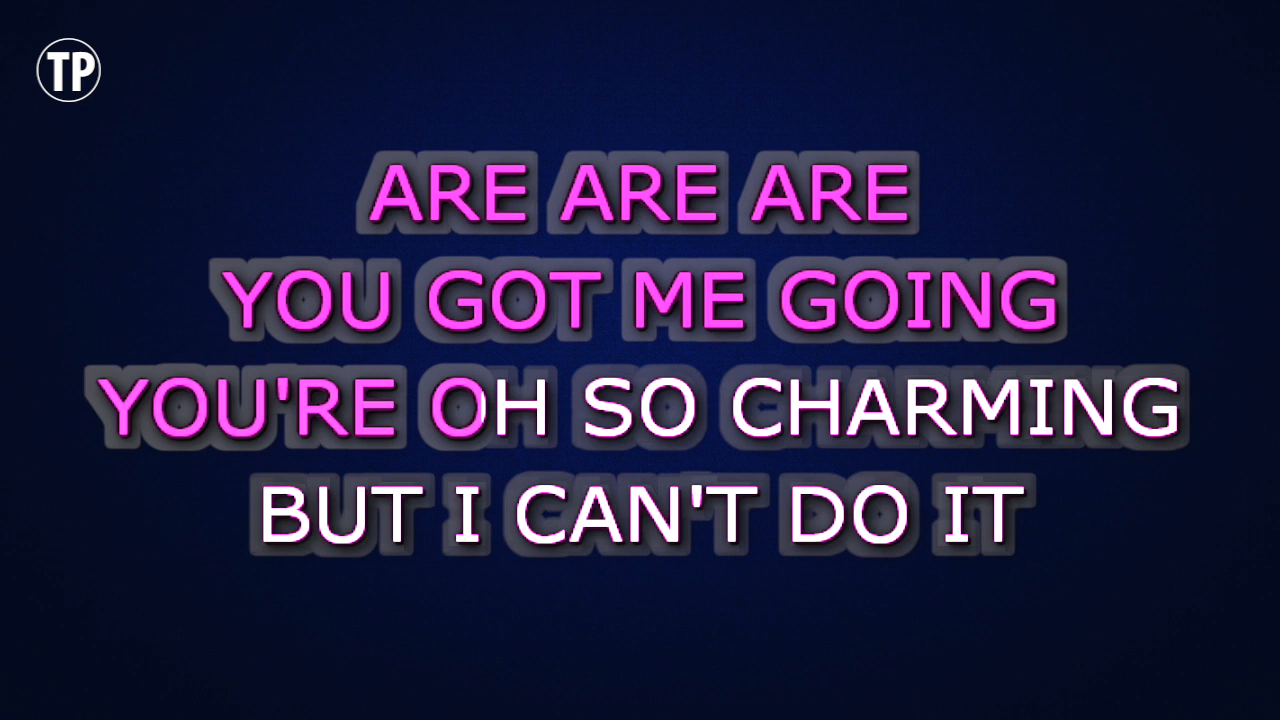 TP
ARE ARE ARE
YOU GOT ME GOING
YOU'RE OH SO CHARMING
BUT I CAN'T DO IT